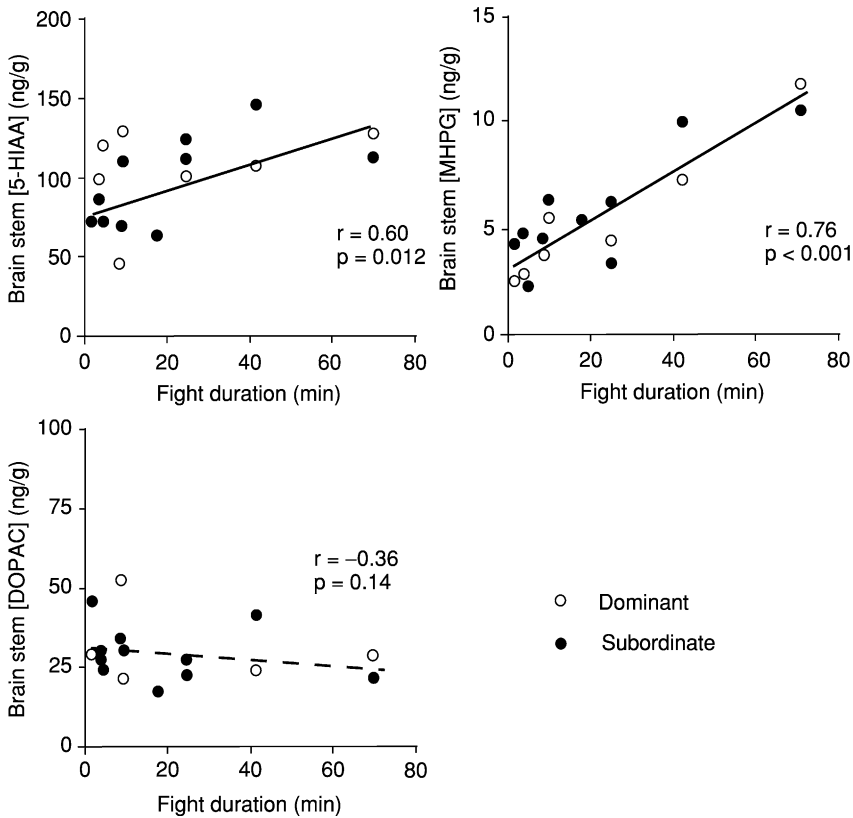 Brain stem [5-HIAA] (ng/g)
200
150
100
50
0
r = 0.60
p = 0.012
0 20 40 60 80
Fight duration (min)
Brain stem [MHPG] (ng/g)
15
10
5
0
r = 0.76
p < 0.001
0 20 40 60 80
Fight duration (min)
Brain stem [DOPAC] (ng/g)
100
75
50
25
0
r = −0.36
p = 0.14
0 20 40 60 80
Fight duration (min)
Dominant
Subordinate